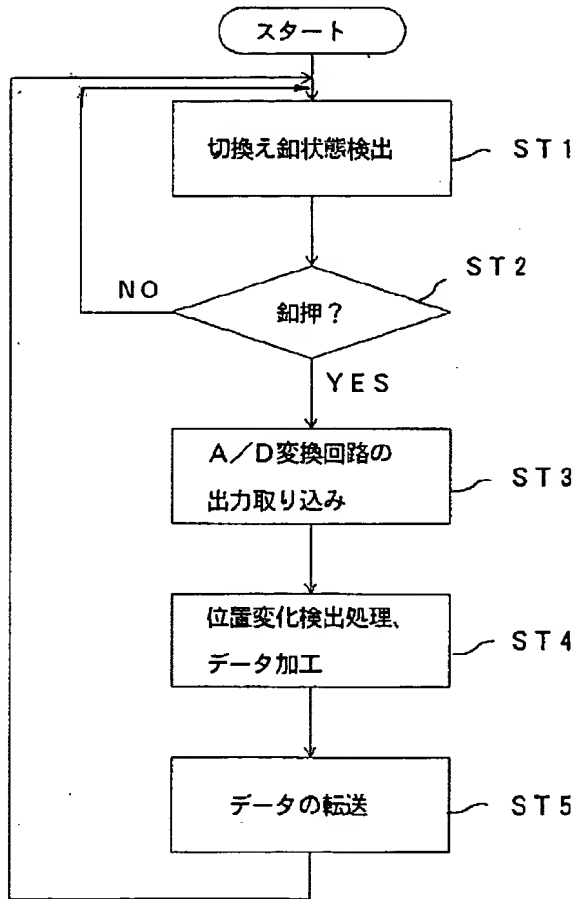 スタート
切換え釦状態検出
ST1
ST2
NO
釦押？
YES
A／D変換回路の
出力取り込み
ST3
位置変化検出処理、
データ加工
ST4
データの転送
ST5